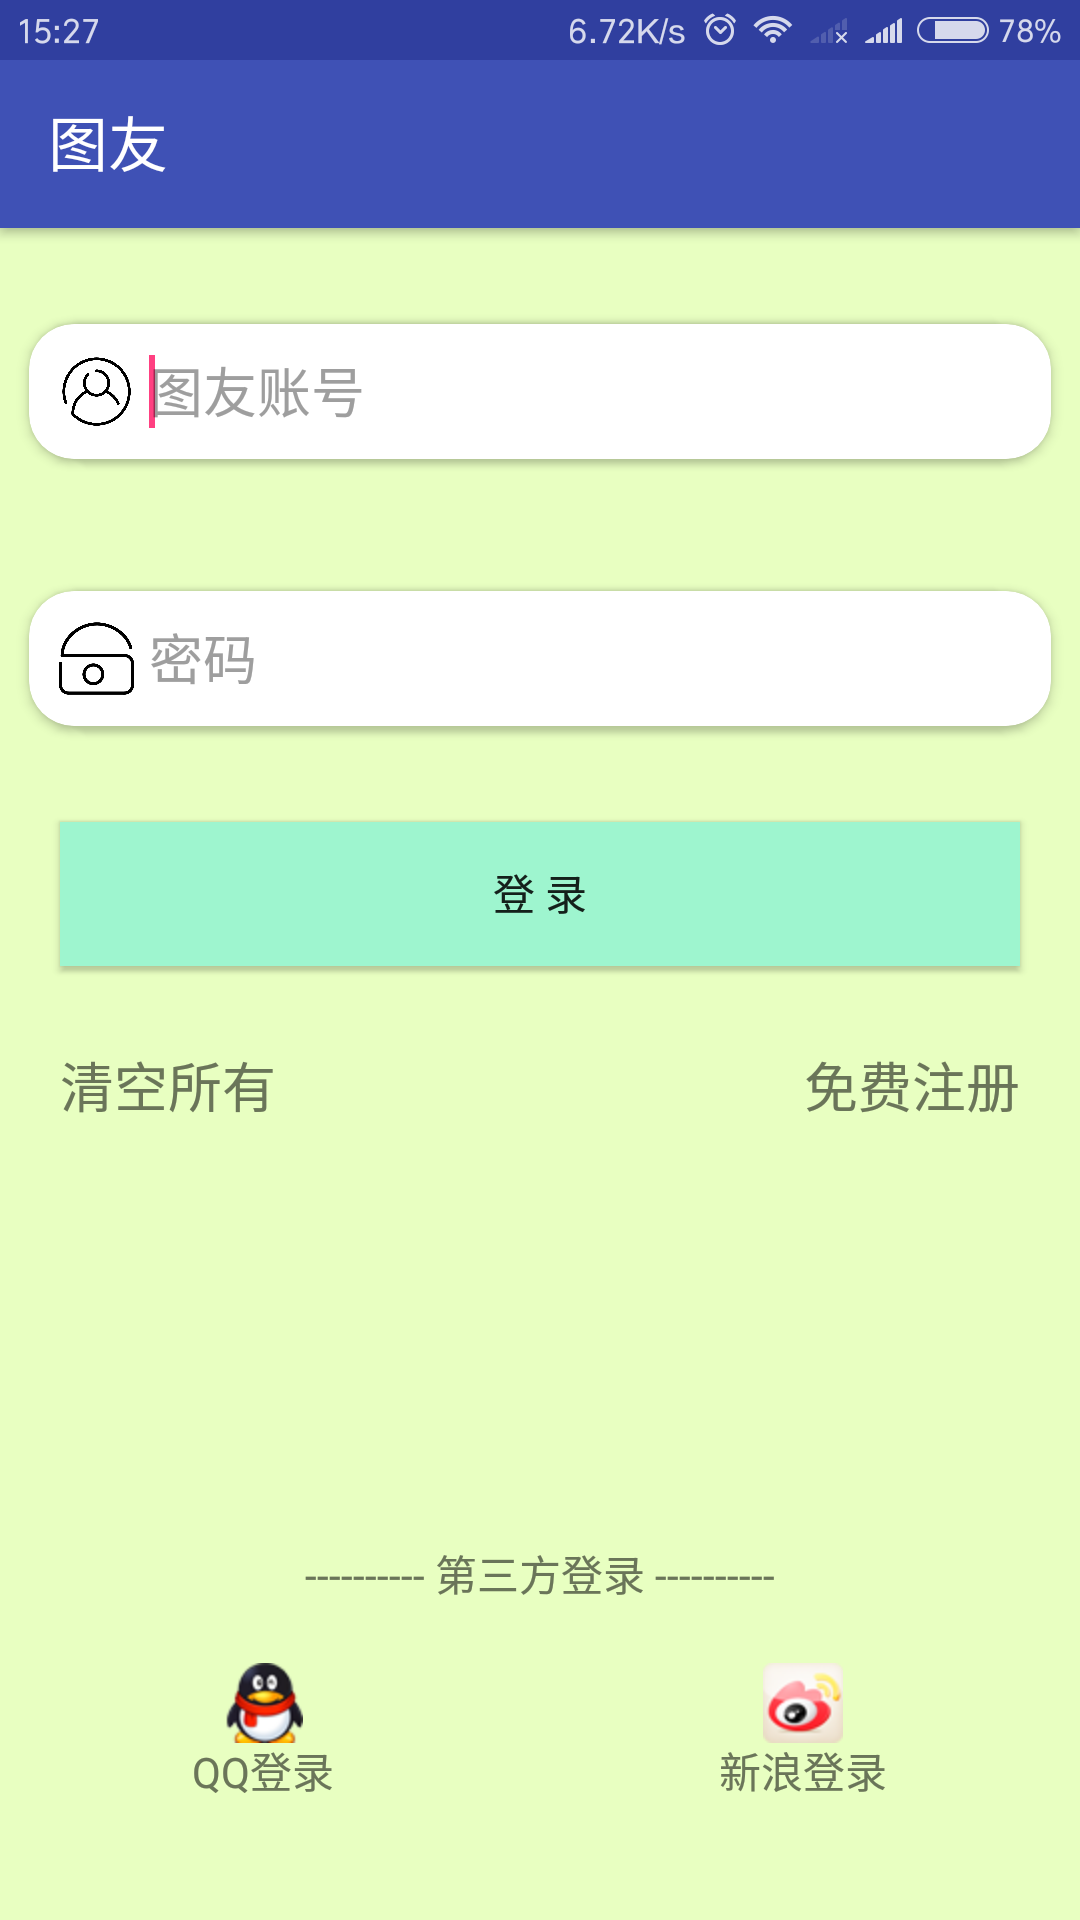 15:27 6.72K/s 78%
图友
图友账号
密码
登 录
清空所有 免费注册
---------- 第三方登录 ----------
QQ登录 新浪登录